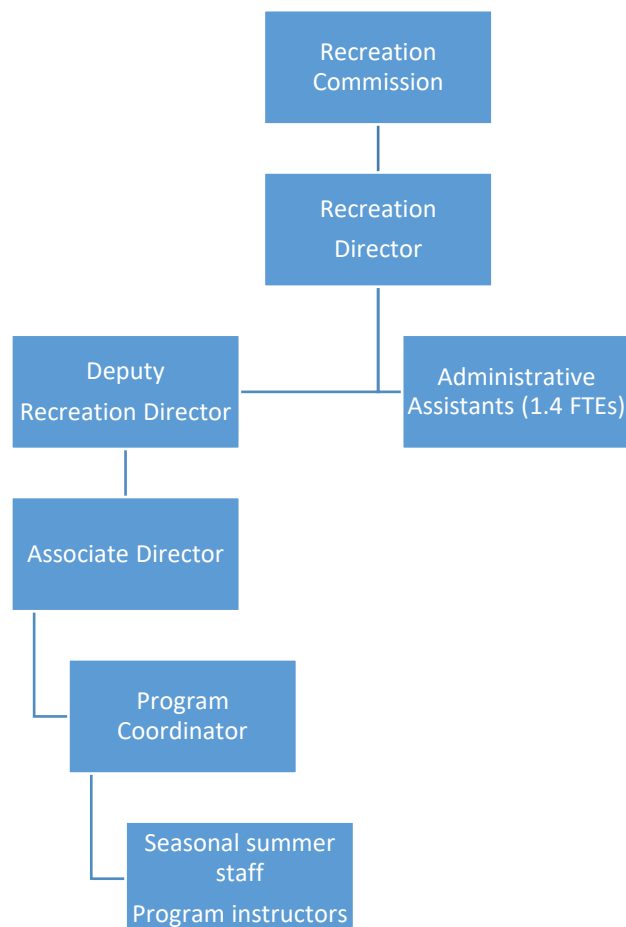 Recreation
Commission
Recreation
Director
Deputy
Recreation Director
Administrative
Assistants (1.4 FTEs)
Associate Director
Program
Coordinator
Seasonal summer
staff
Program instructors